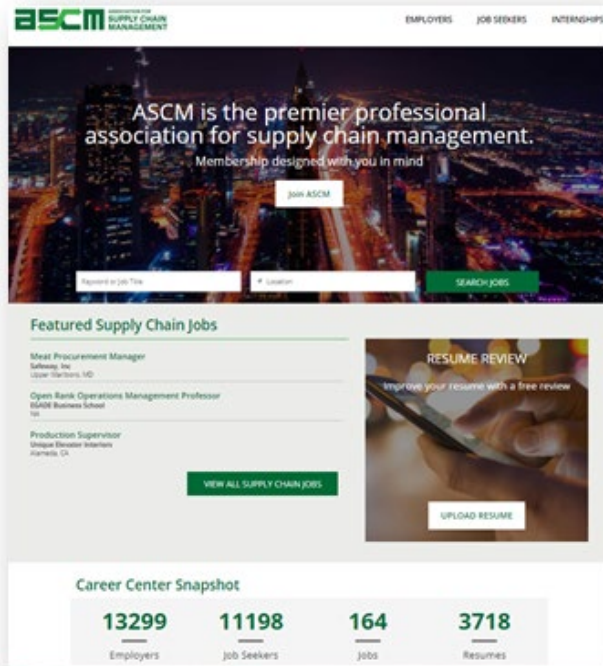 ascm ASSOCIATION FOR
SUPPLY CHAIN
MANAGEMENT
EMPLOYERS JOB SEEKERS INTERNSHIPS
ASCM is the premier professional
association for supply chain management.
Membership designed with you in mind
Join ASCM
Keyword or Job Title
Location
SEARCH JOBS
Featured Supply Chain Jobs
Meat Procurement Manager
Safeway, Inc
Upper Marlboro, MD
Open Rank Operations Management Professor
EGADE Business School
NA
Production Supervisor
Unique Elevator Interiors
Alameda, CA
VIEW ALL SUPPLY CHAIN JOBS
RESUME REVIEW
Improve your resume with a free review
UPLOAD RESUME
Career Center Snapshot
13299 11198 164 3718
Employers Job Seekers Jobs Resumes